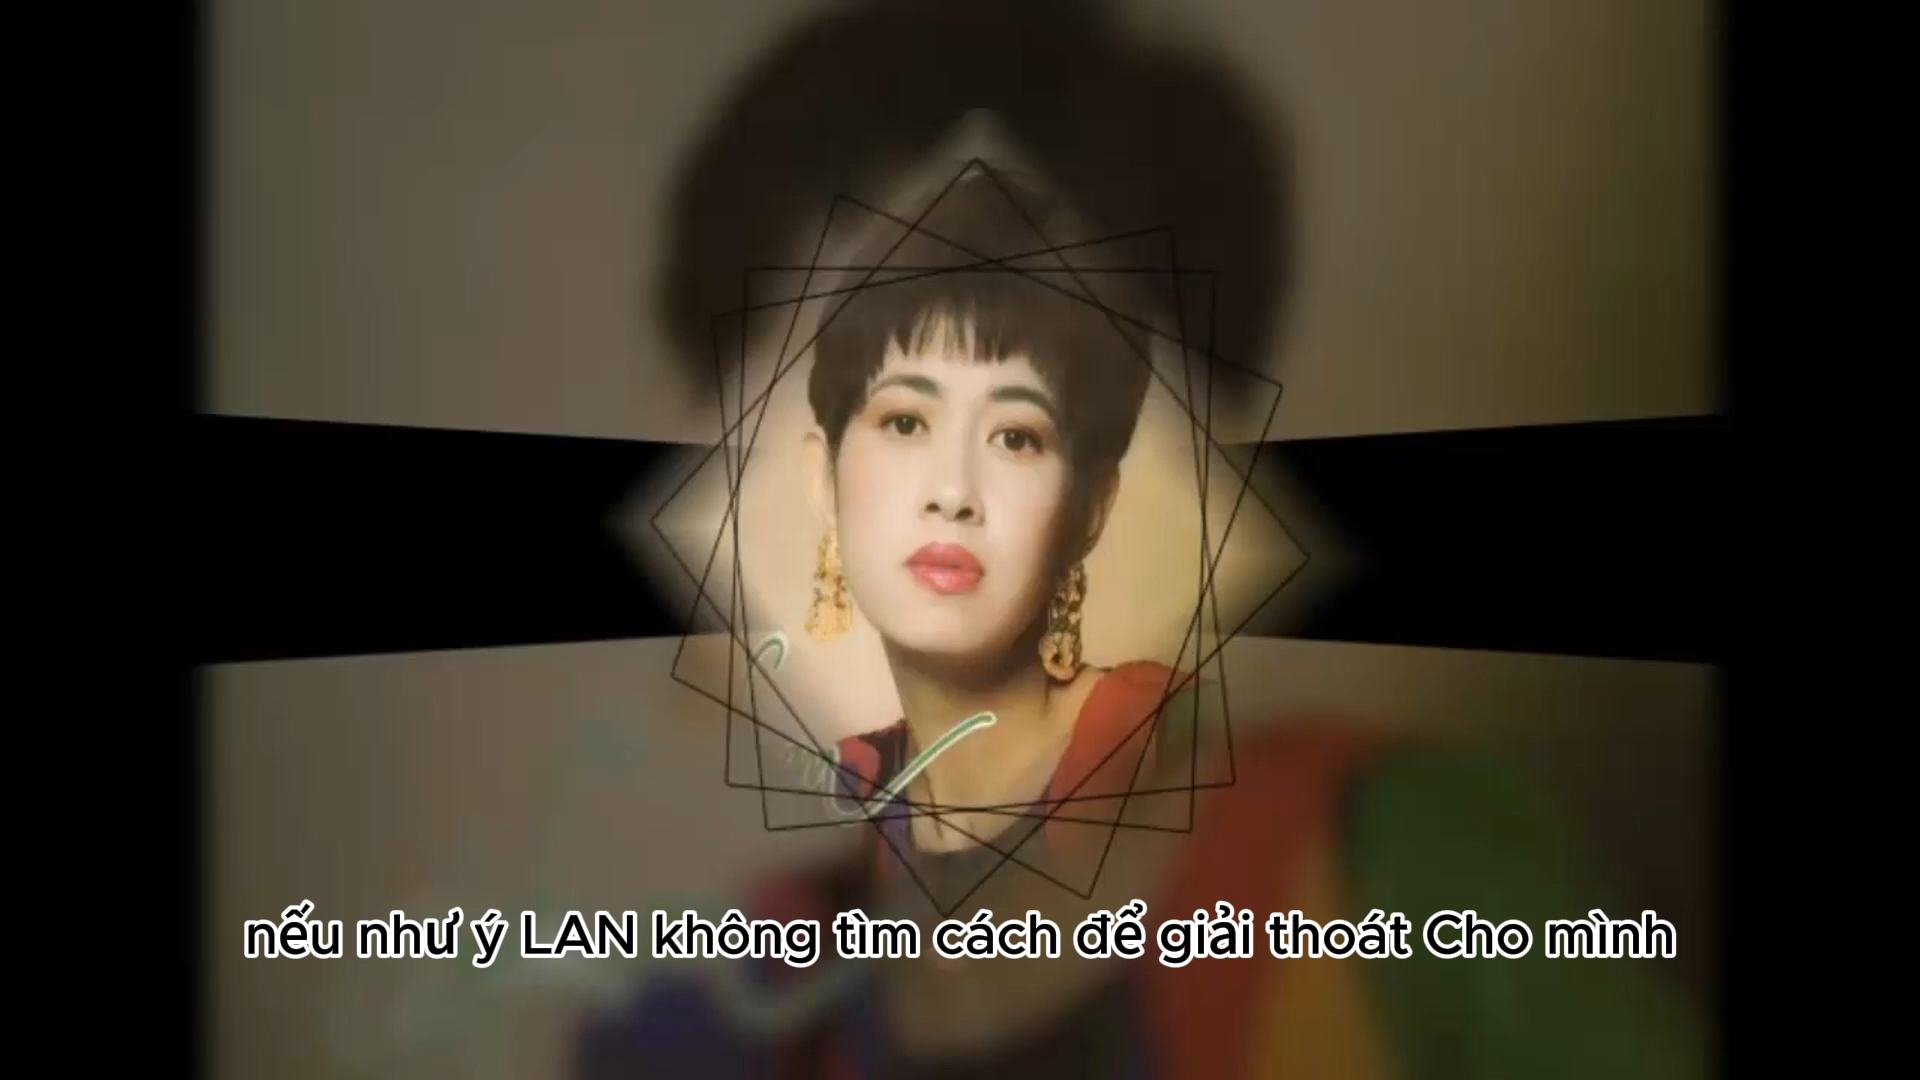 nếu như ý LAN không tìm cách để giải thoát Cho mình